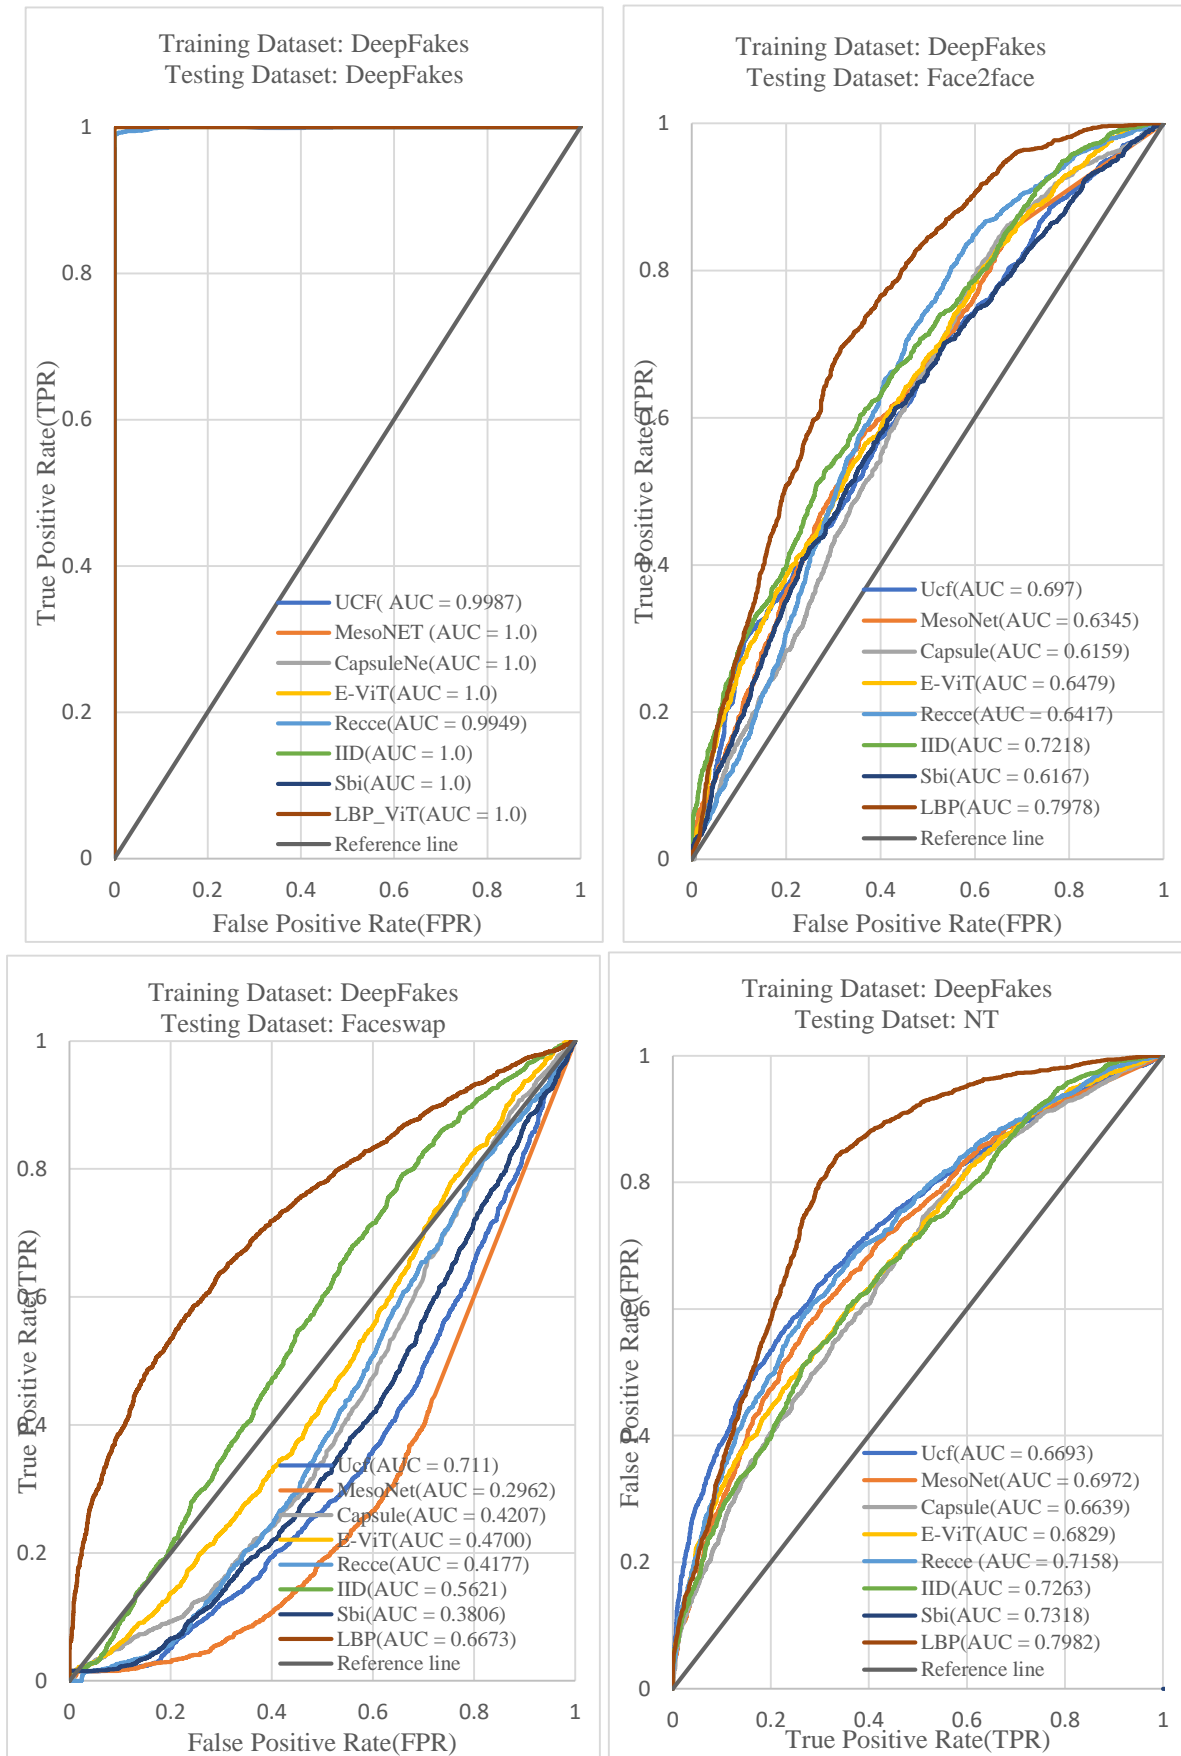 Training Dataset: DeepFakes
Testing Dataset: DeepFakes
1
0.8
0.6
0.4
0.2
0
True Positive Rate(TPR)
UCF( AUC = 0.9987)
MesoNET (AUC = 1.0)
CapsuleNe(AUC = 1.0)
E-ViT(AUC = 1.0)
Recce(AUC = 0.9949)
IID(AUC = 1.0)
Sbi(AUC = 1.0)
LBP_ViT(AUC = 1.0)
Reference line
0 0.2 0.4 0.6 0.8 1
False Positive Rate(FPR)
Training Dataset: DeepFakes
Testing Dataset: Face2face
1
0.8
0.6
0.4
0.2
0
True Positive Rate(TPR)
Ucf(AUC = 0.697)
MesoNet(AUC = 0.6345)
Capsule(AUC = 0.6159)
E-ViT(AUC = 0.6479)
Recce(AUC = 0.6417)
IID(AUC = 0.7218)
Sbi(AUC = 0.6167)
LBP(AUC = 0.7978)
Reference line
0 0.2 0.4 0.6 0.8 1
False Positive Rate(FPR)
Training Dataset: DeepFakes
Testing Dataset: Faceswap
1
0.8
0.6
0.4
0.2
0
True Positive Rate(TPR)
Ucf(AUC = 0.711)
MesoNet(AUC = 0.2962)
Capsule(AUC = 0.4207)
E-ViT(AUC = 0.4700)
Recce(AUC = 0.4177)
IID(AUC = 0.5621)
Sbi(AUC = 0.3806)
LBP(AUC = 0.6673)
Reference line
0 0.2 0.4 0.6 0.8 1
False Positive Rate(FPR)
Training Dataset: DeepFakes
Testing Datset: NT
1
0.8
0.6
0.4
0.2
0
False Positive Rate(FPR)
Ucf(AUC = 0.6693)
MesoNet(AUC = 0.6972)
Capsule(AUC = 0.6639)
E-ViT(AUC = 0.6829)
Recce (AUC = 0.7158)
IID(AUC = 0.7263)
Sbi(AUC = 0.7318)
LBP(AUC = 0.7982)
Reference line
0 0.2 0.4 0.6 0.8 1
True Positive Rate(TPR)